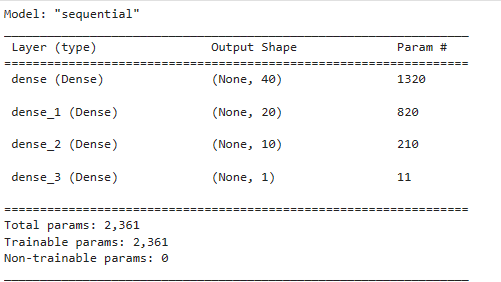 Model: "sequential"
Layer (type) Output Shape Param #
dense (Dense) (None, 40) 1320
dense_1 (Dense) (None, 20) 820
dense_2 (Dense) (None, 10) 210
dense_3 (Dense) (None, 1) 11
Total params: 2,361
Trainable params: 2,361
Non-trainable params: 0